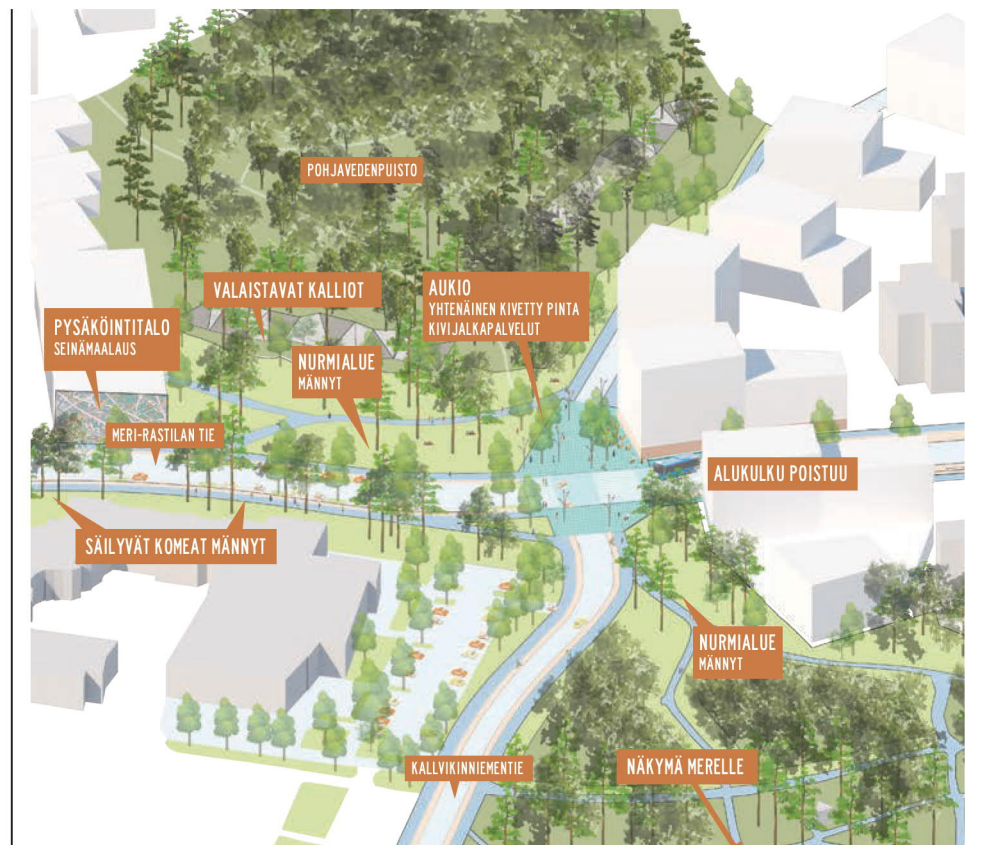 POHJAVEDENPUISTO
VALAISTAVAT KALLIOT
AUKIO
YHTENÄINEN KIVETTY PINTA
KIVIJALKAPALVELUT
PYSÄKÖINTITALO
SEINÄMAALAUS
NURMIALUE
MÄNNYT
MERI-RASTILAN TIE
ALUKULKU POISTUU
SÄILYVÄT KOMEAT MÄNNYT
NURMIALUE
MÄNNYT
KALLVIKINNIEMENTIE
NÄKYMÄ MERELLE